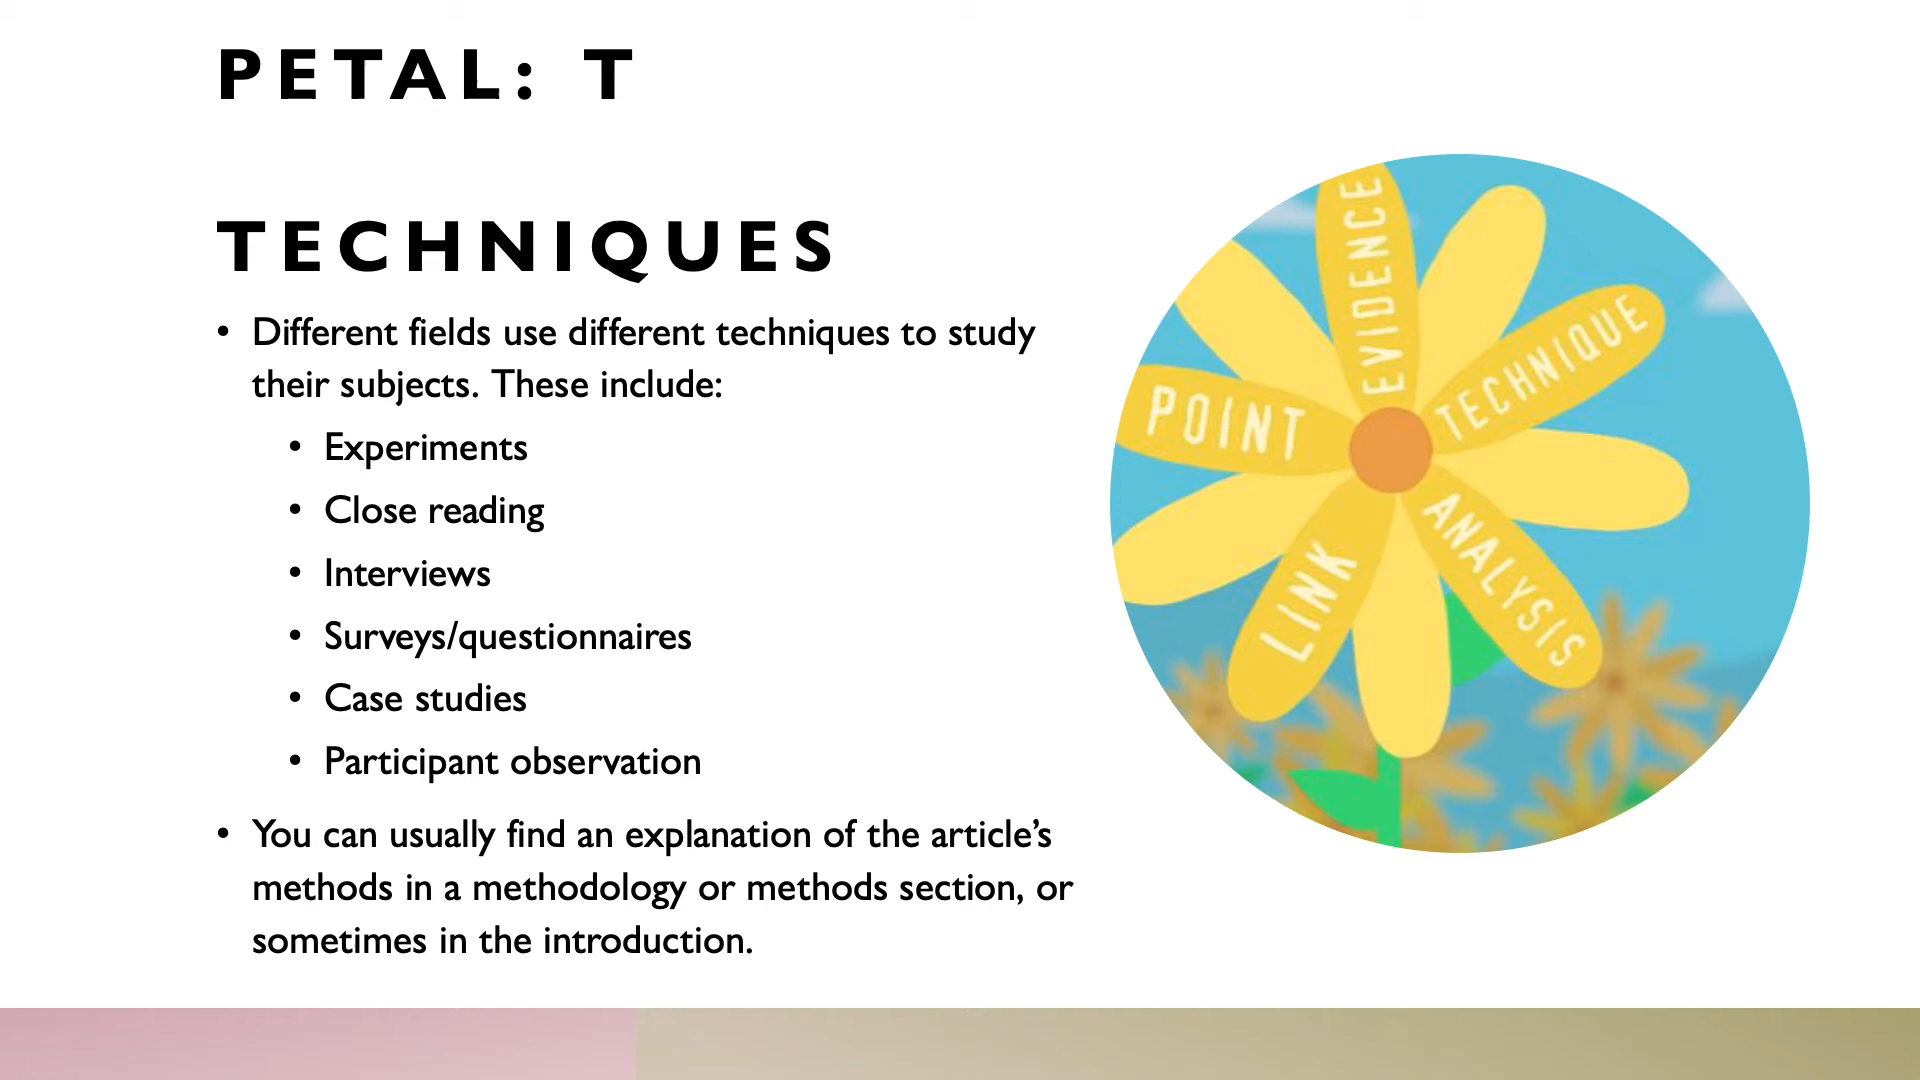 PETAL: T
TECHNIQUES
• Different fields use different techniques to study
their subjects. These include:
• Experiments
• Close reading
• Interviews
• Surveys/questionnaires
• Case studies
• Participant observation
• You can usually find an explanation of the article’s
methods in a methodology or methods section, or
sometimes in the introduction.
EVIDENCE
TECHNIQUE
POINT
ANALYSIS
LINK